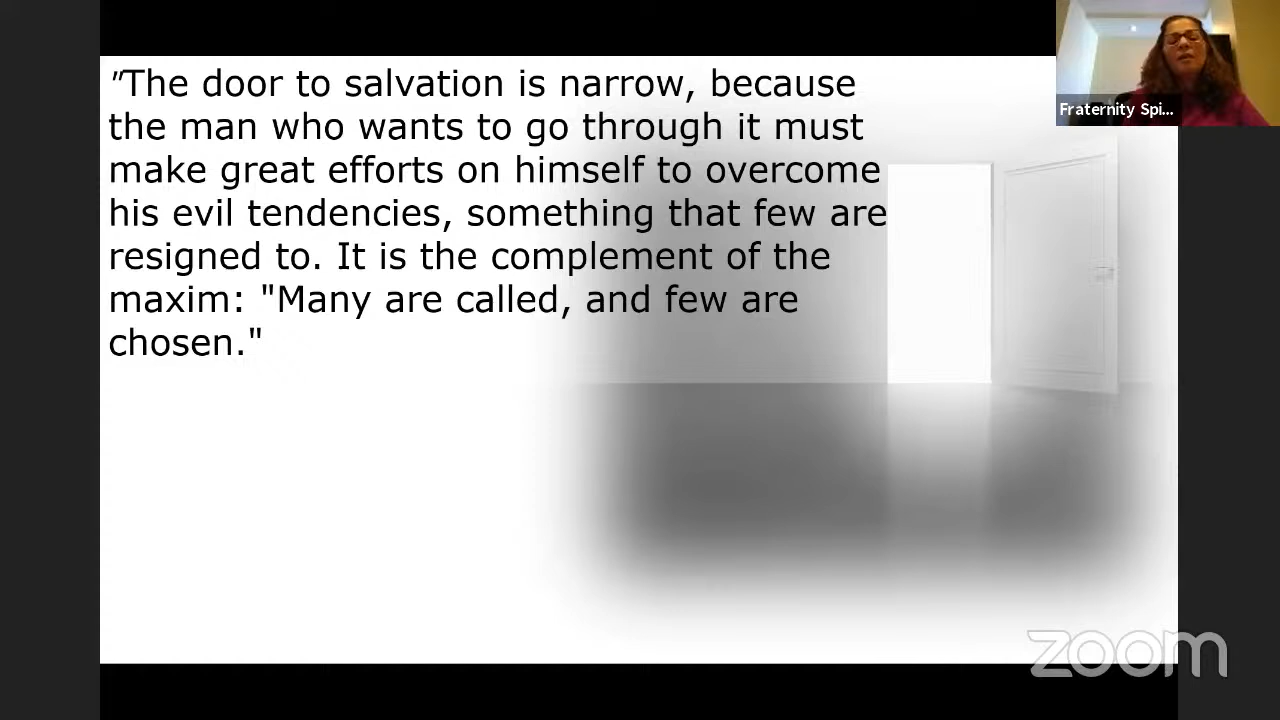 "The door to salvation is narrow, because
the man who wants to go through it must
make great efforts on himself to overcome
his evil tendencies, something that few are
resigned to. It is the complement of the
maxim: "Many are called, and few are
chosen."
Fraternity Spi...
zoom